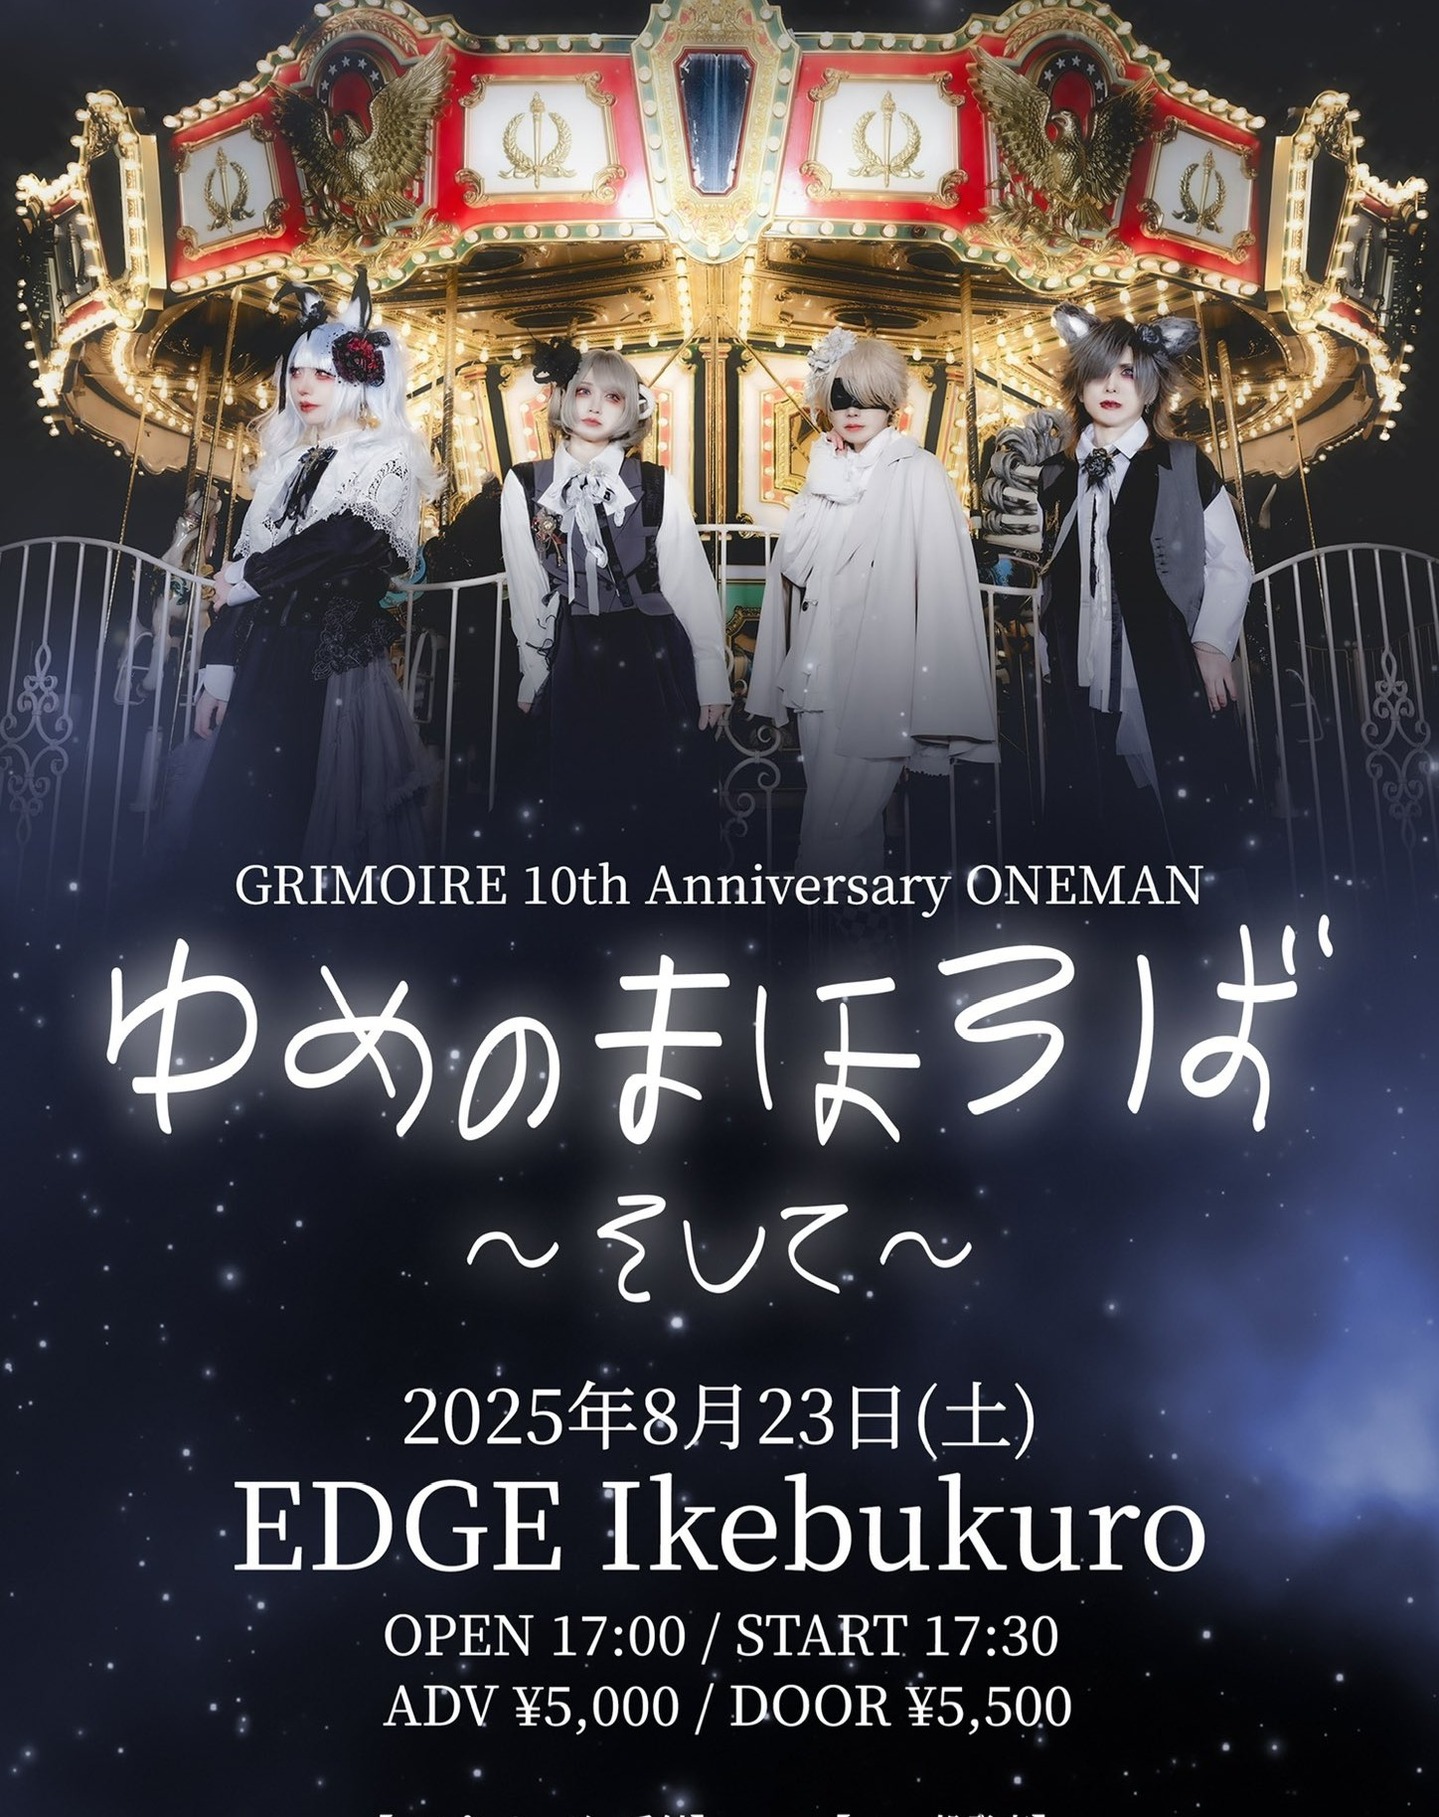 GRIMOIRE 10th Anniversary ONEMAN
ゆめのまほろば
～そして～
2025年8月23日(土)
EDGE Ikebukuro
OPEN 17:00 / START 17:30
ADV ¥5,000 / DOOR ¥5,500